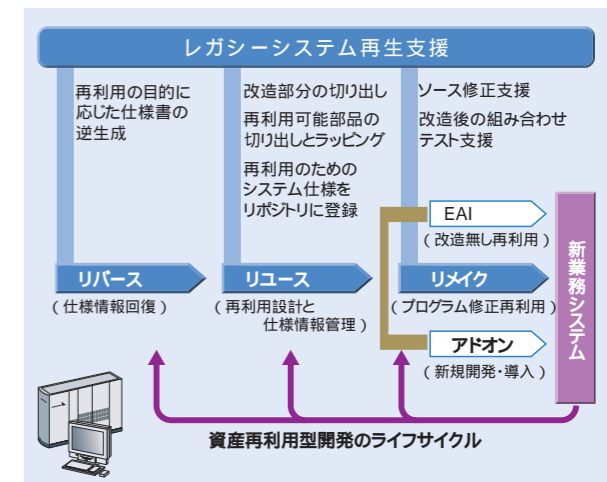 レガシーシステム再生支援
再利用の目的に
応じた仕様書の
逆生成
改造部分の切り出し
再利用可能部品の
切り出しとラッピング
再利用のための
システム仕様を
リポジトリに登録
ソース修正支援
改造後の組み合わせ
テスト支援
EAI
(改造無し再利用)
リバース
(仕様情報回復)
リユース
(再利用設計と
仕様情報管理)
リメイク
(プログラム修正再利用)
アドオン
(新規開発・導入)
新業務システム
資産再利用型開発のライフサイクル